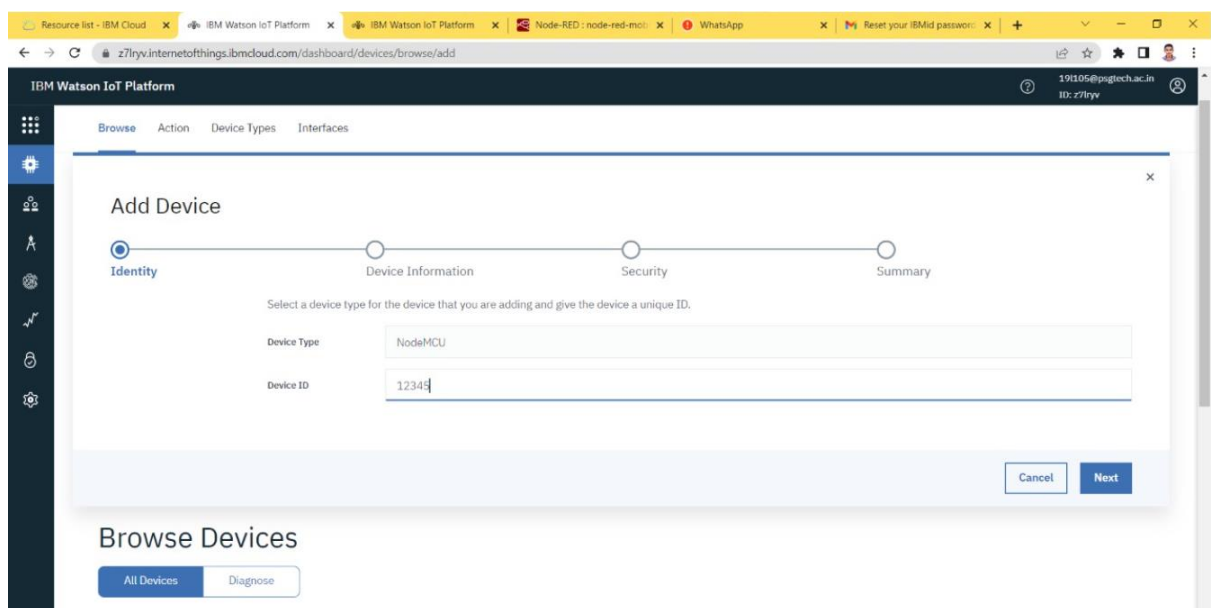 Resource list - IBM Cloud
IBM Watson IoT Platform
IBM Watson IoT Platform
Node-RED : node-red-mob
WhatsApp
Reset your IBMid password
z7lryv.internetofthings.ibmcloud.com/dashboard/devices/browse/add
IBM Watson IoT Platform
19l105@psgtech.ac.in
ID: z7lryv
Browse Action Device Types Interfaces
Add Device
Identity Device Information Security Summary
Select a device type for the device that you are adding and give the device a unique ID.
Device Type NodeMCU
Device ID 12345
Cancel Next
Browse Devices
All Devices Diagnose